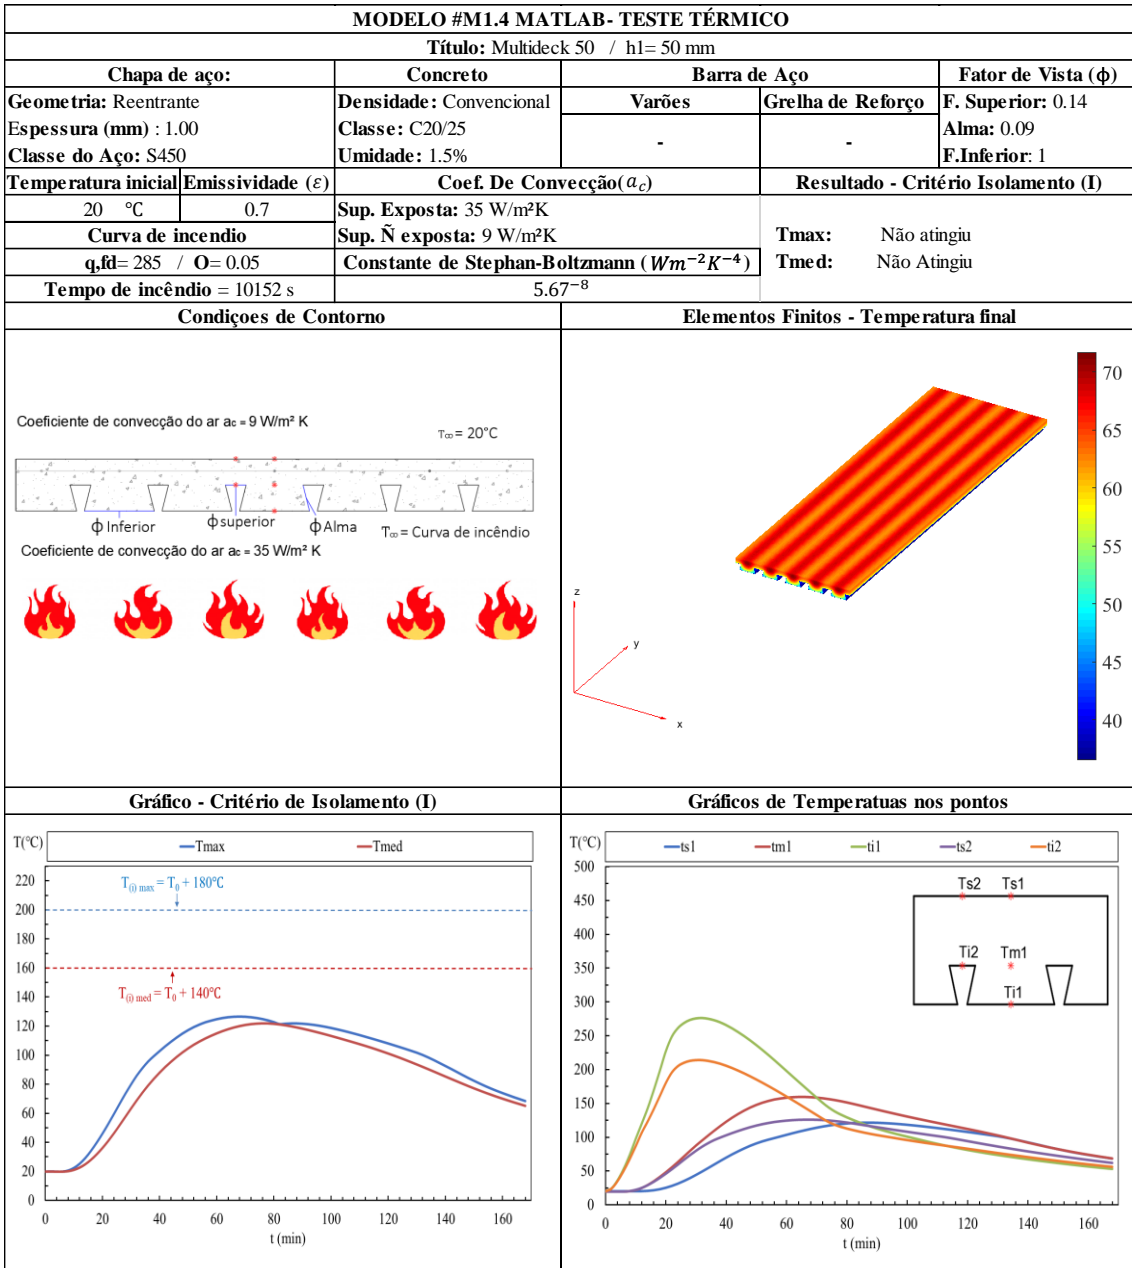 MODELO #M1.4 MATLAB- TESTE TÉRMICO
Título: Multideck 50 / h1= 50 mm
Chapa de aço:
Concreto
Barra de Aço
Fator de Vista (ϕ)
Geometria: Reentrante
Espessura (mm) : 1.00
Classe do Aço: S450
Densidade: Convencional
Classe: C20/25
Umidade: 1.5%
Varões
Grelha de Reforço
-
-
F. Superior: 0.14
Alma: 0.09
F.Inferior: 1
Temperatura inicial
Emissividade (ε)
Coef. De Convecção(a_c)
Resultado - Critério Isolamento (I)
20 ℃
0.7
Sup. Exposta: 35 W/m²K
Curva de incendio
Sup. Ñ exposta: 9 W/m²K
Tmax: Não atingiu
q,fd= 285 / O= 0.05
Constante de Stephan-Boltzmann (Wm⁻²K⁻⁴)
Tmed: Não Atingiu
Tempo de incêndio = 10152 s
5.67⁻⁸
Condiçoes de Contorno
Elementos Finitos - Temperatura final
Coeficiente de convecção do ar ac = 9 W/m² K
T∞ = 20°C
ϕ Inferior
ϕ superior
ϕ Alma
T∞ = Curva de incêndio
Coeficiente de convecção do ar ac = 35 W/m² K
z
y
x
70
65
60
55
50
45
40
Gráfico - Critério de Isolamento (I)
Gráficos de Temperatuas nos pontos
T(℃)
Tmax
Tmed
220
200
180
160
140
120
100
80
60
40
20
0
T(i) max = T0 + 180℃
T(i) med = T0 + 140℃
0 20 40 60 80 100 120 140 160
t (min)
T(℃)
ts1
tm1
ti1
ts2
ti2
500
450
400
350
300
250
200
150
100
50
0
Ts2
Ts1
Ti2
Tm1
Ti1
0 20 40 60 80 100 120 140 160
t (min)